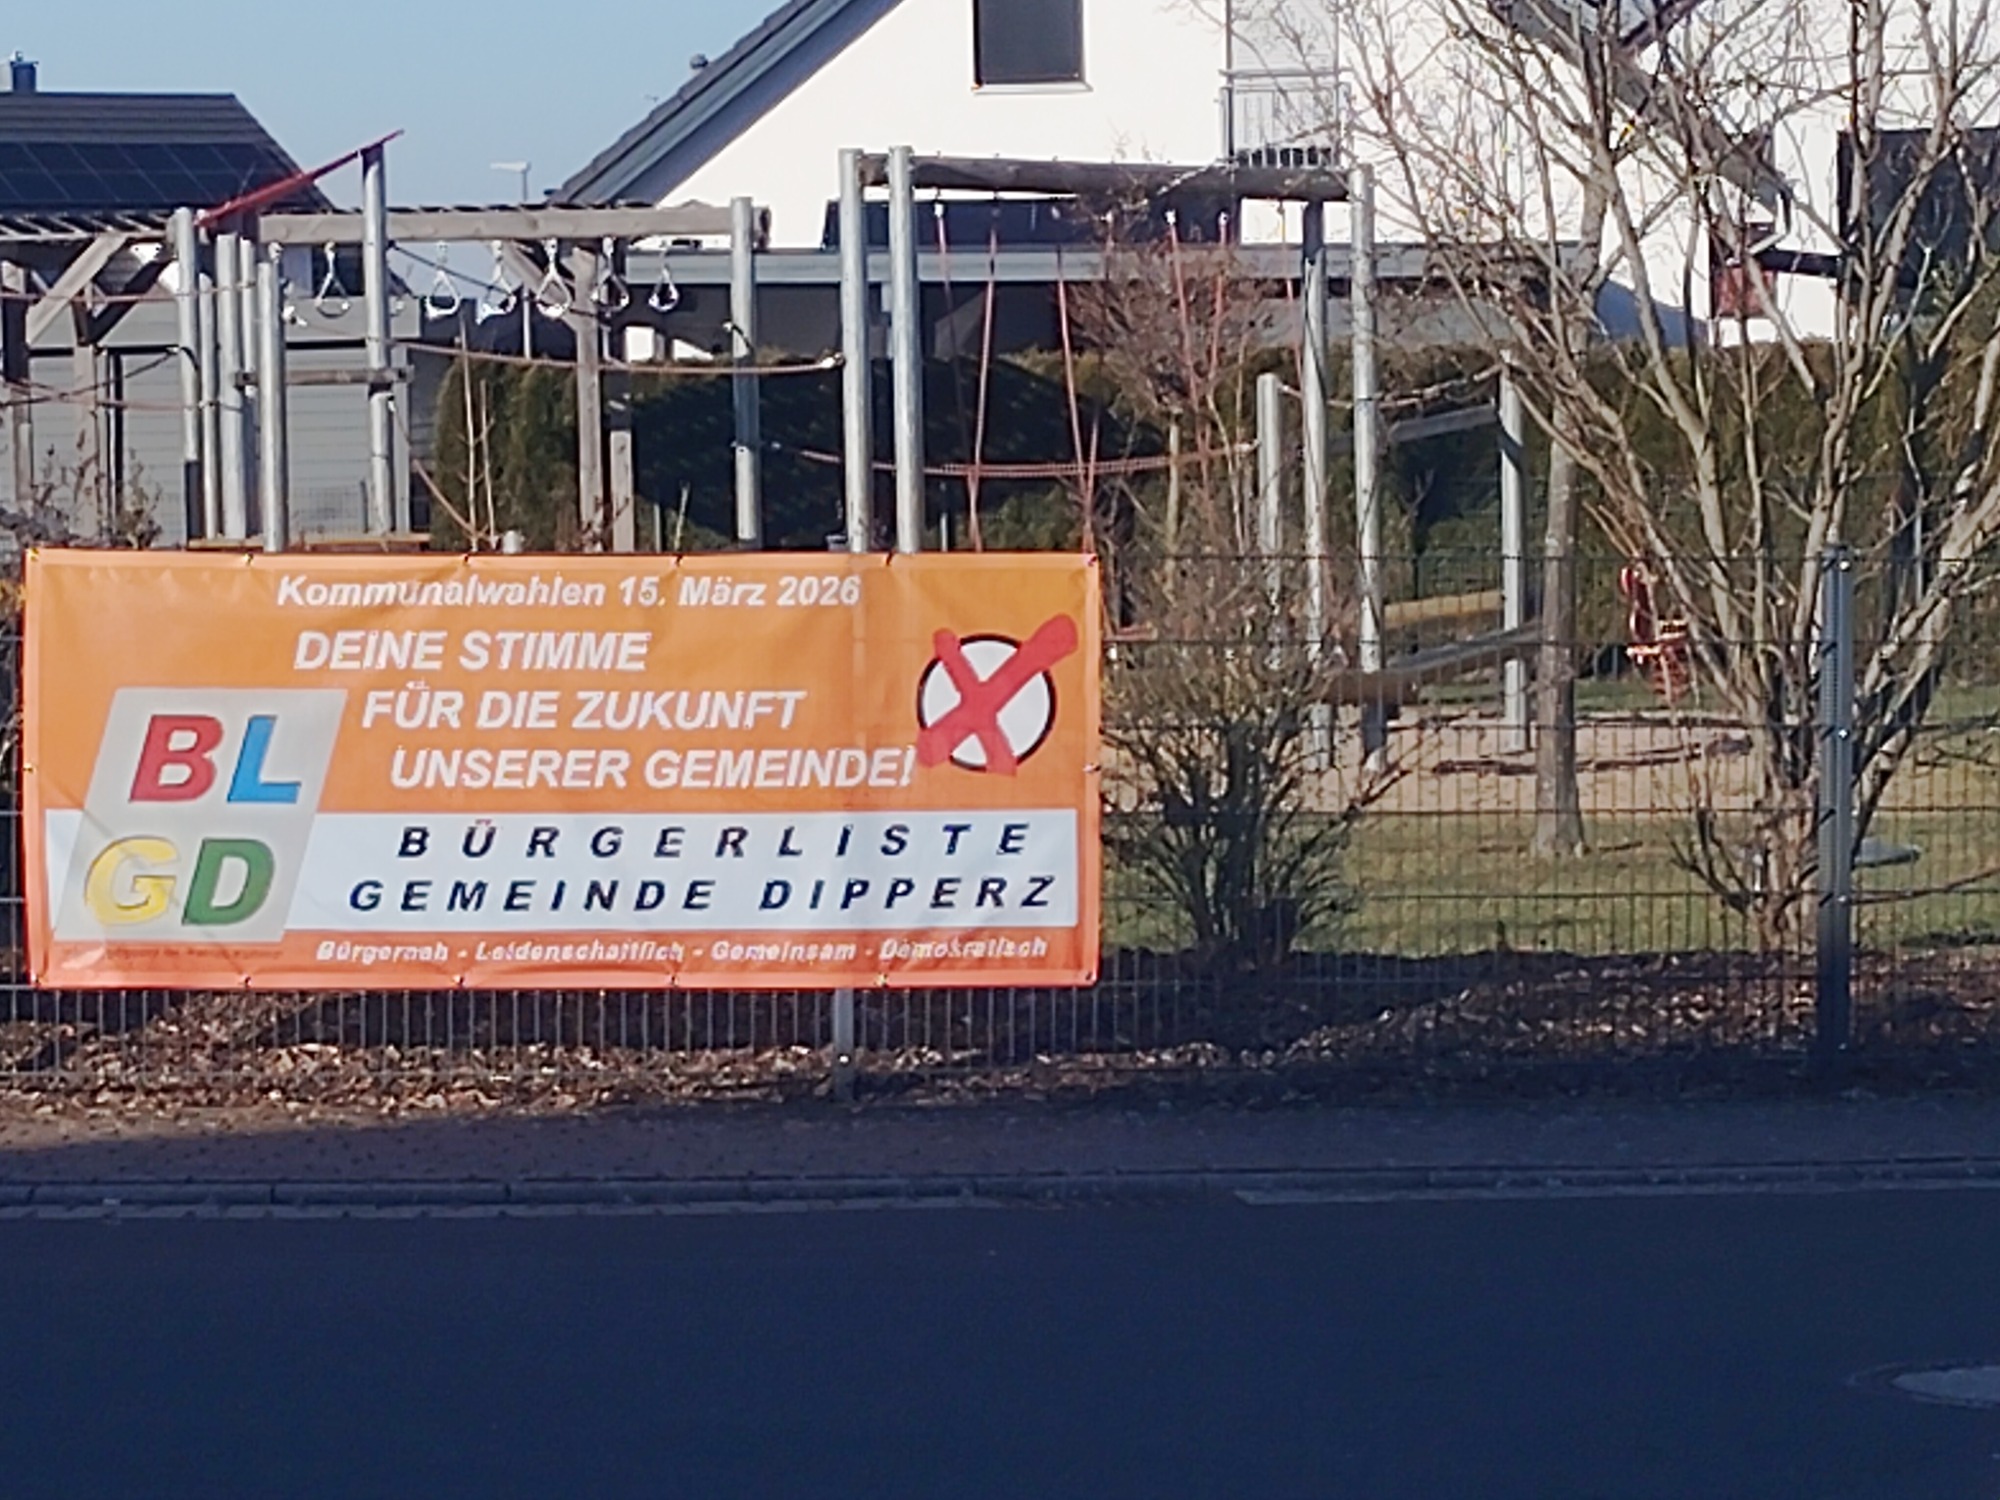 Kommunalwahlen 15. März 2026
DEINE STIMME
FÜR DIE ZUKUNFT
UNSERER GEMEINDE!
BL
GD
BÜRGERLISTE
GEMEINDE DIPPERZ
Bürgernah - Leidenschaftlich - Gemeinsam - Demokratisch